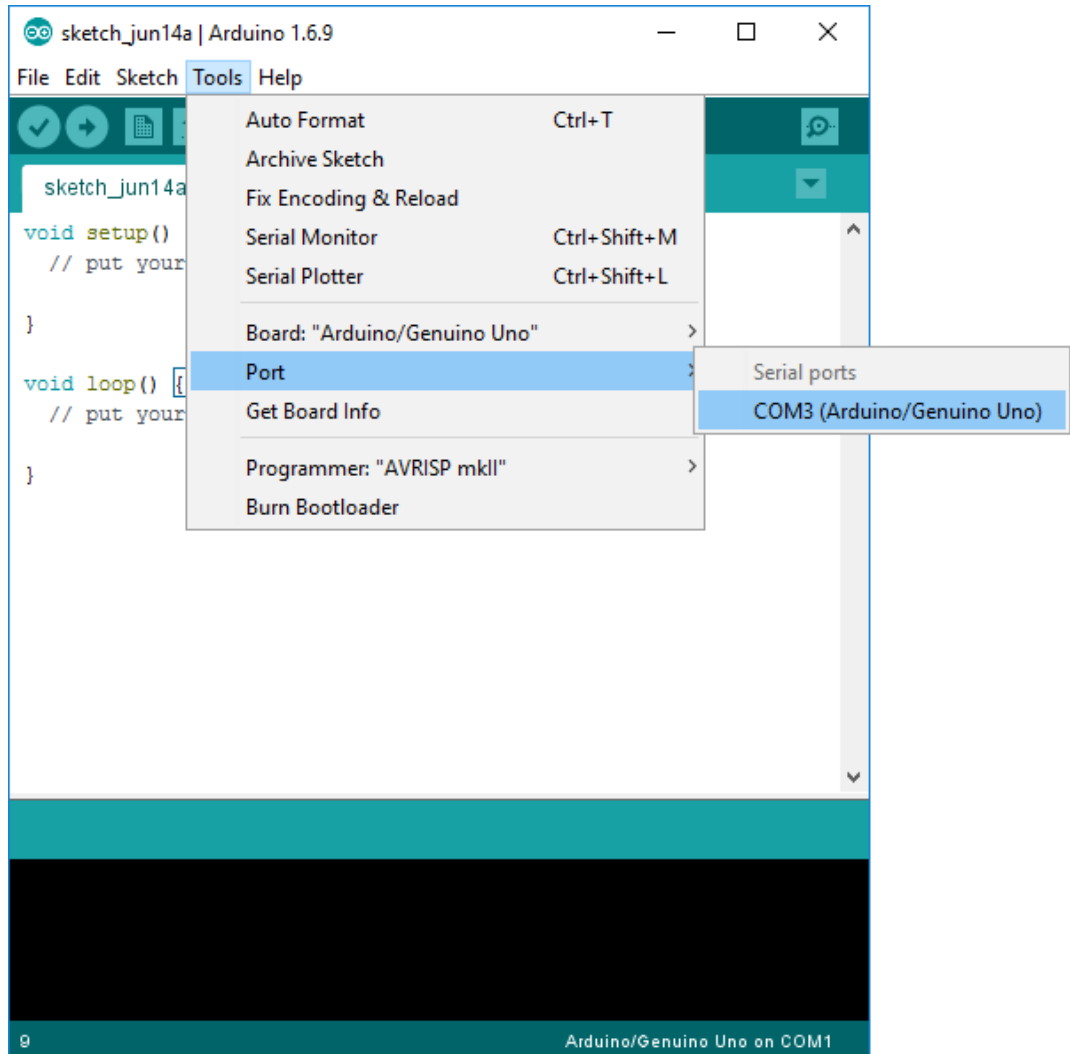 sketch_jun14a | Arduino 1.6.9
File Edit Sketch Tools Help
sketch_jun14a
Auto Format Ctrl+T
Archive Sketch
Fix Encoding & Reload
Serial Monitor Ctrl+Shift+M
Serial Plotter Ctrl+Shift+L
Board: "Arduino/Genuino Uno"
Port
Get Board Info
Programmer: "AVRISP mkII"
Burn Bootloader
Serial ports
COM3 (Arduino/Genuino Uno)
void setup()
// put your
}
void loop() {
// put your
}
9 Arduino/Genuino Uno on COM1